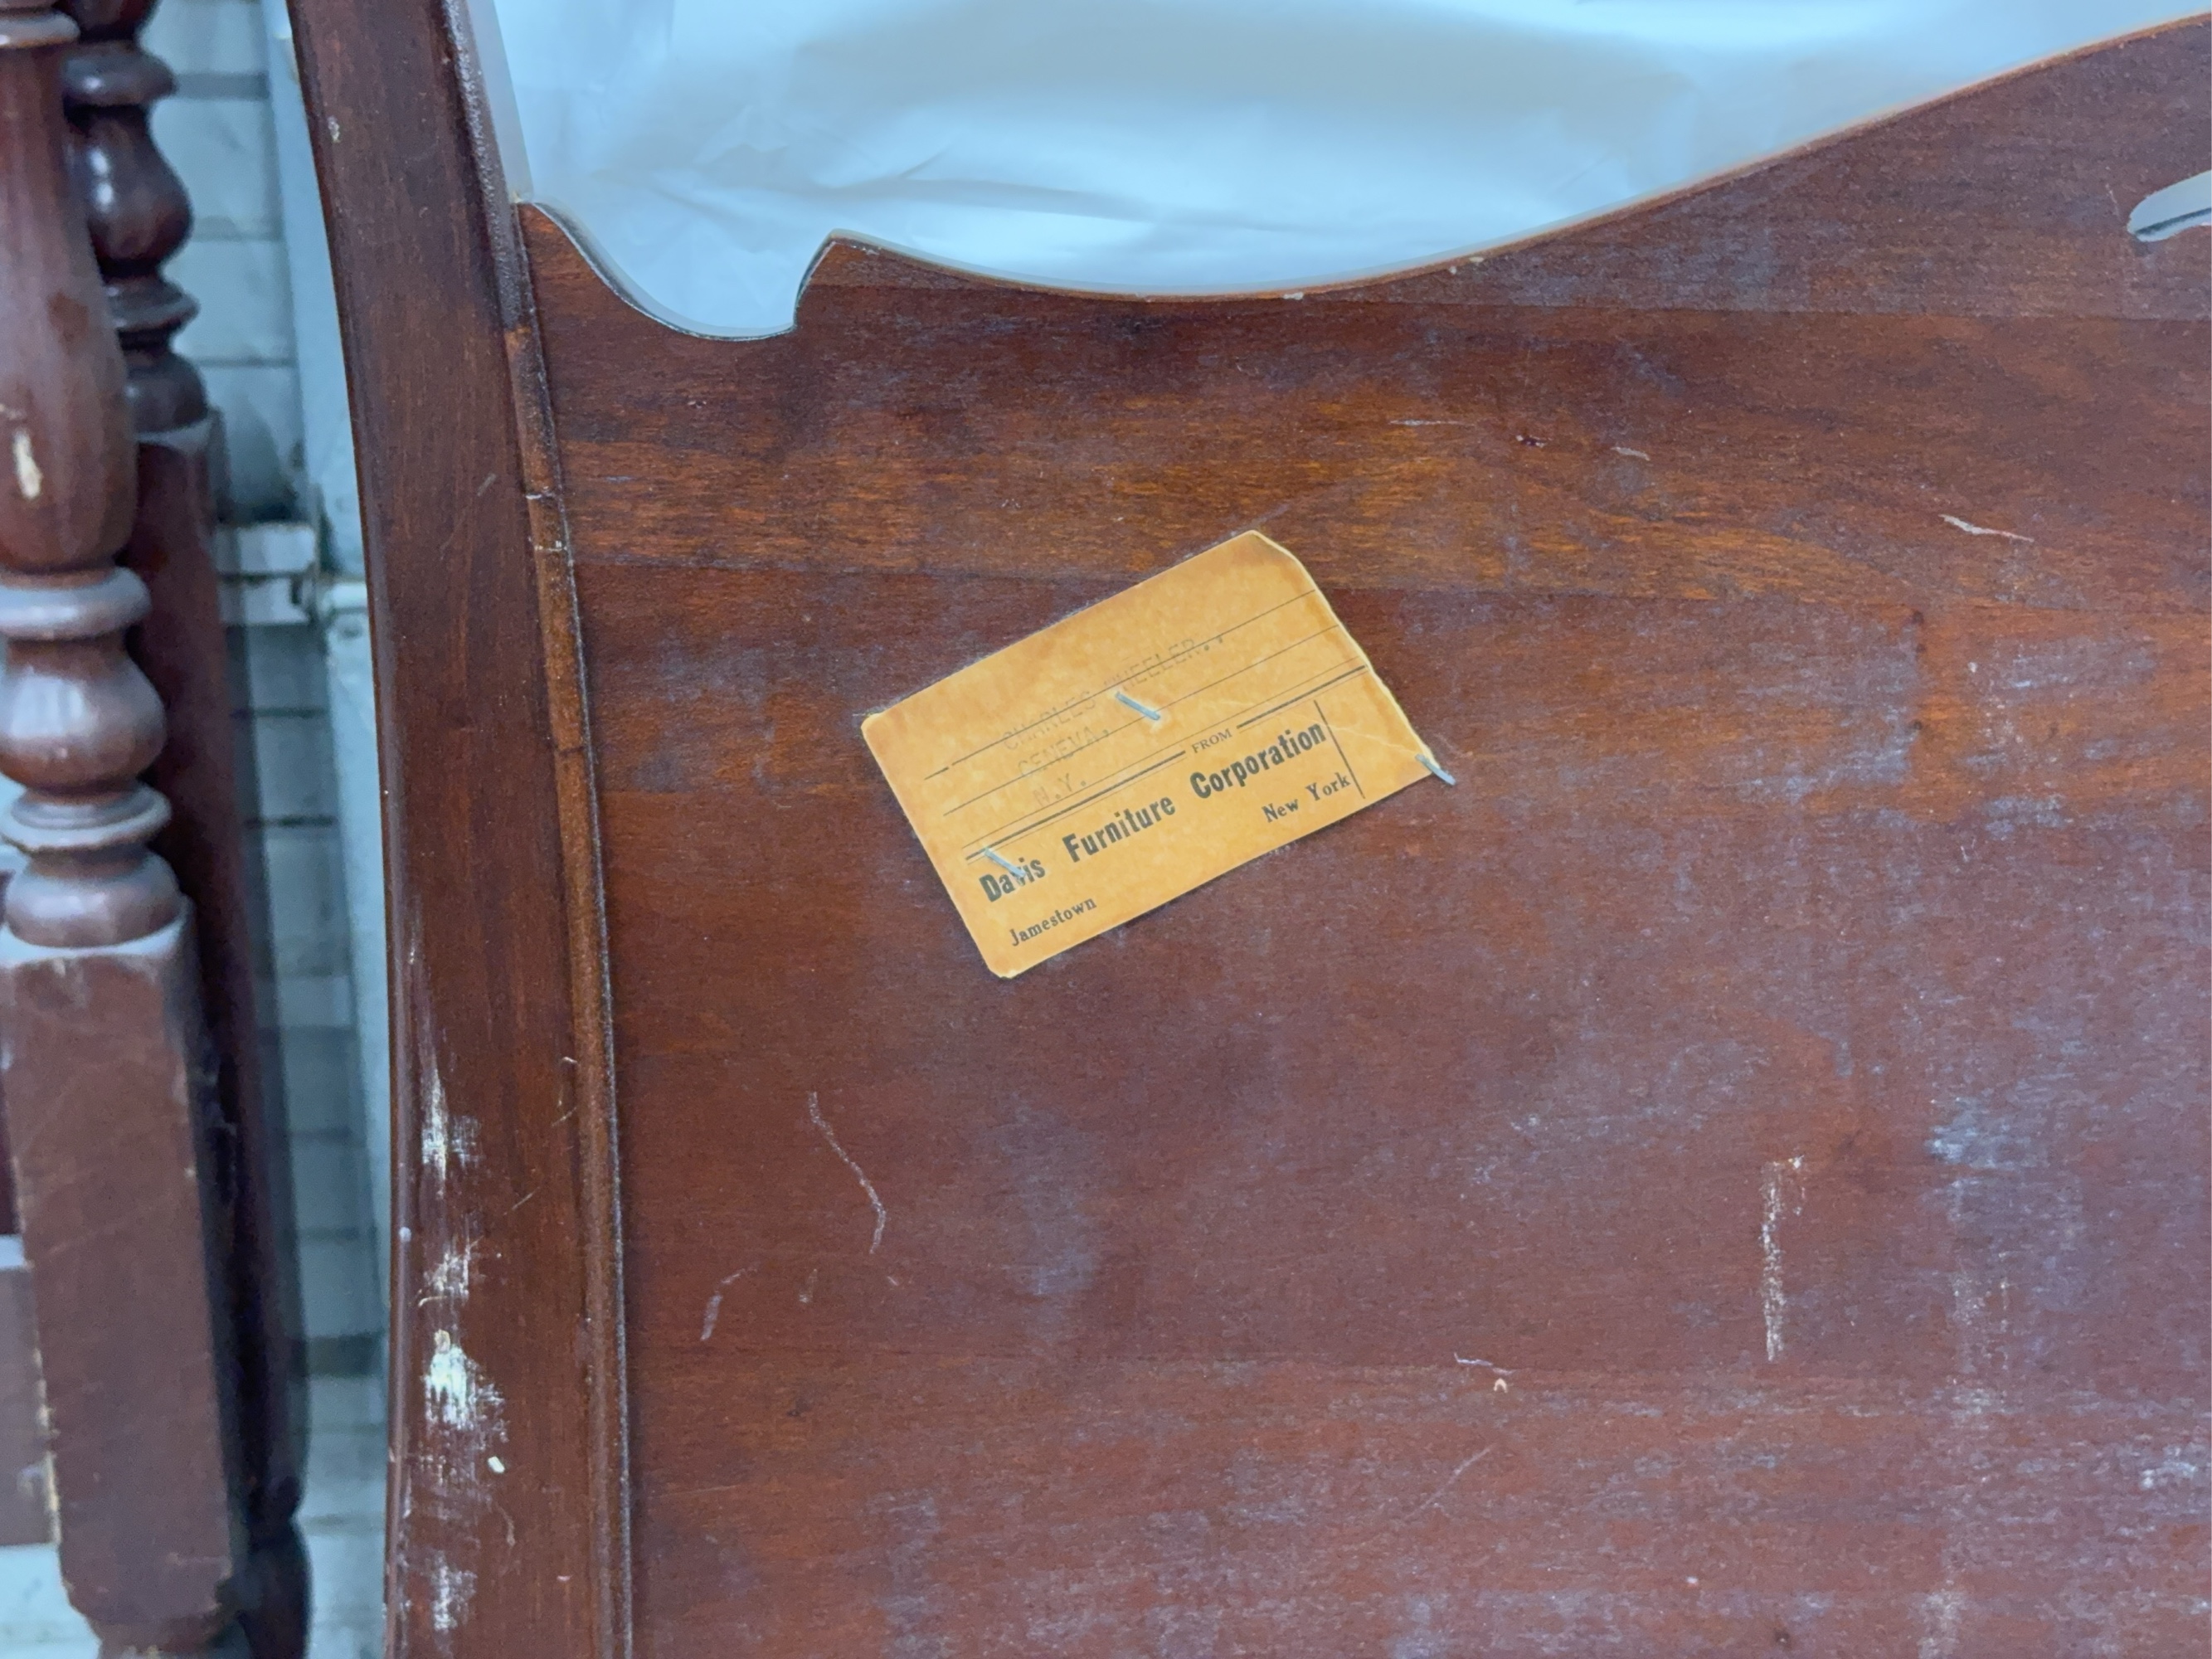 CHARLES WHEELER.,
GENEVA.
N.Y.
FROM
Davis Furniture Corporation
Jamestown New York